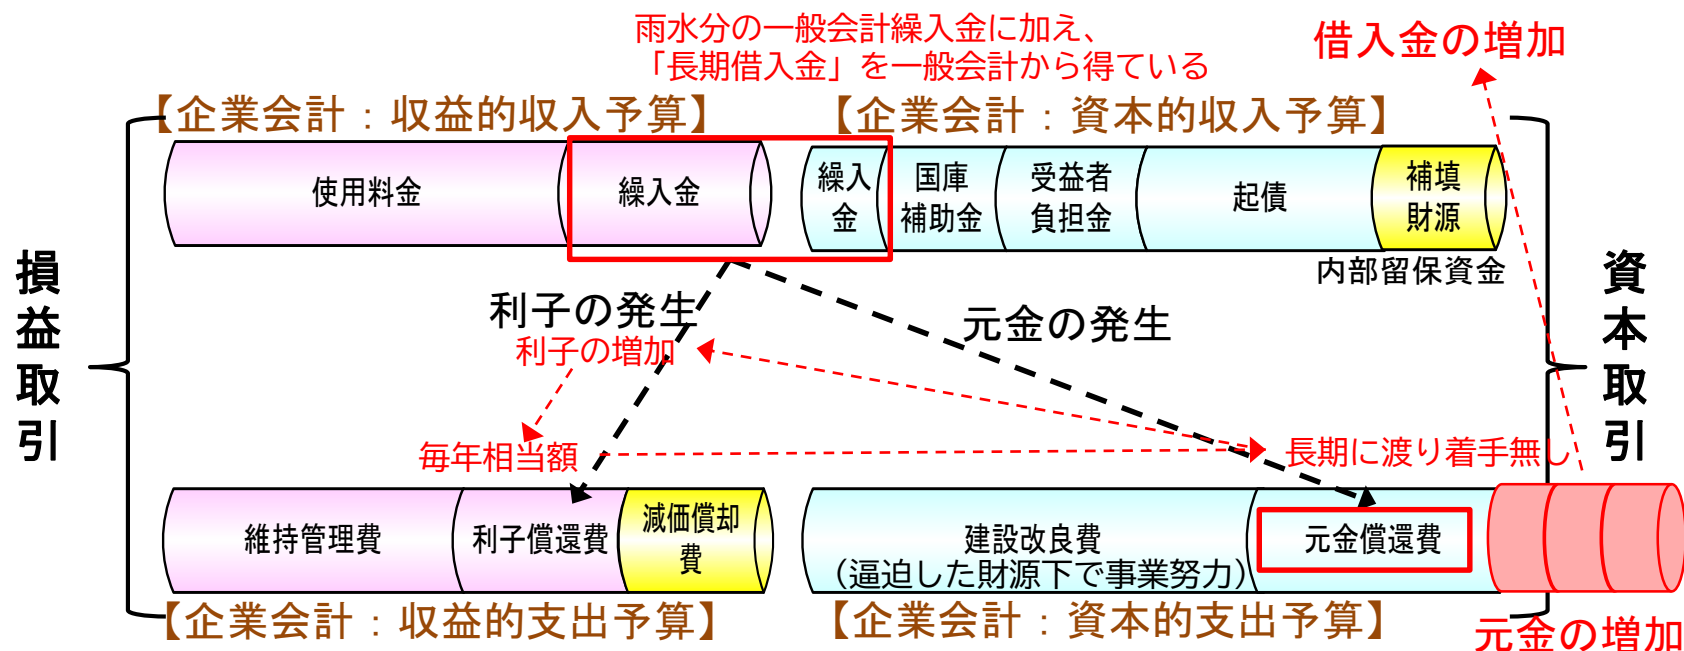 雨水分の一般会計繰入金に加え、
「長期借入金」を一般会計から得ている
借入金の増加
【企業会計：収益的収入予算】
【企業会計：資本的収入予算】
使用料金
繰入金
繰入
金
国庫
補助金
受益者
負担金
起債
補填
財源
内部留保資金
損益取引
資本取引
利子の発生
利子の増加
元金の発生
毎年相当額
長期に渡り着手無し
維持管理費
利子償還費
減価償却
費
建設改良費
（逼迫した財源下で事業努力）
元金償還費
【企業会計：収益的支出予算】
【企業会計：資本的支出予算】
元金の増加